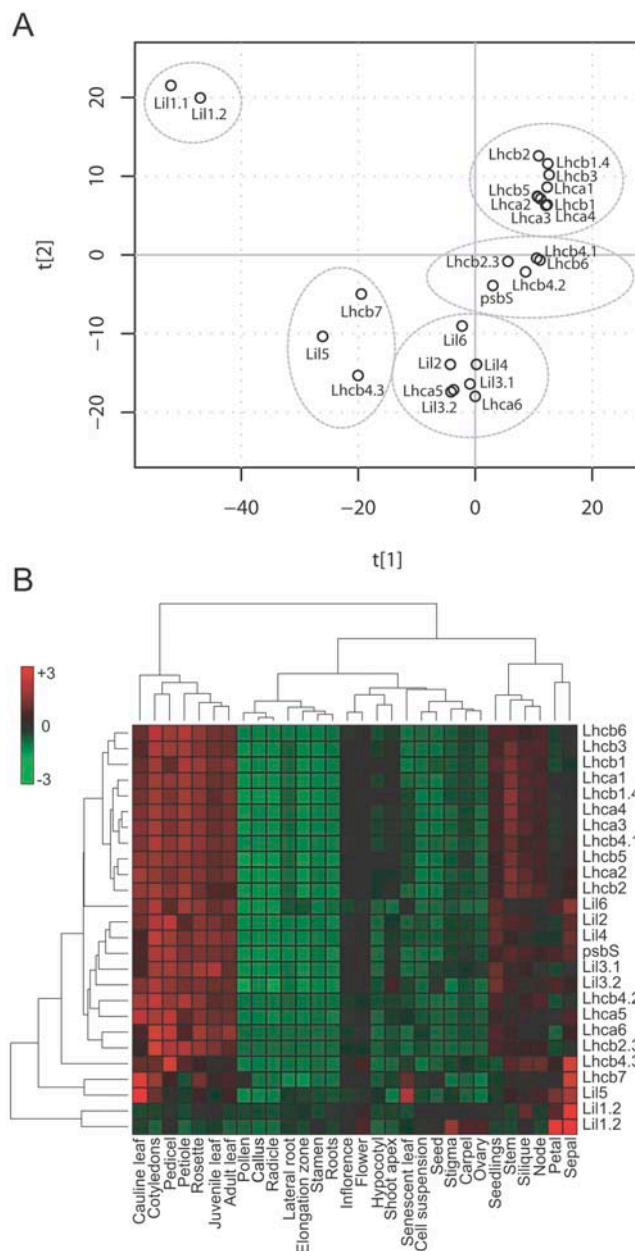 A
20
10
0
−10
−20
t[2]
Lil1.1
Lil1.2
Lhcb2
Lhcb1.4
Lhcb3
Lhca1
Lhcb5
Lhca2
Lhcb1
Lhca3
Lhca4
Lhcb4.1
Lhcb2.3
Lhcb6
Lhcb4.2
psbS
Lhcb7
Lil6
Lil5
Lil2
Lil4
Lhcb4.3
Lhca5
Lil3.1
Lil3.2
Lhca6
−40
−20
0
20
t[1]
B
+3
0
-3
Lhcb6
Lhcb3
Lhcb1
Lhca1
Lhcb1.4
Lhca4
Lhca3
Lhcb4.1
Lhcb5
Lhca2
Lhcb2
Lil6
Lil2
Lil4
psbS
Lil3.1
Lil3.2
Lhcb4.2
Lhca5
Lhca6
Lhcb2.3
Lhcb4.3
Lhcb7
Lil5
Lil1.2
Lil1.2
Cauline leaf
Cotyledons
Pedicel
Petiole
Rosette
Juvenile leaf
Adult leaf
Pollen
Callus
Radicle
Lateral root
Elongation zone
Stamen
Roots
Inflorence
Flower
Hypocotyl
Shoot apex
Senescent leaf
Cell suspension
Seed
Stigma
Carpel
Ovary
Seedlings
Stem
Silique
Node
Petal
Sepal